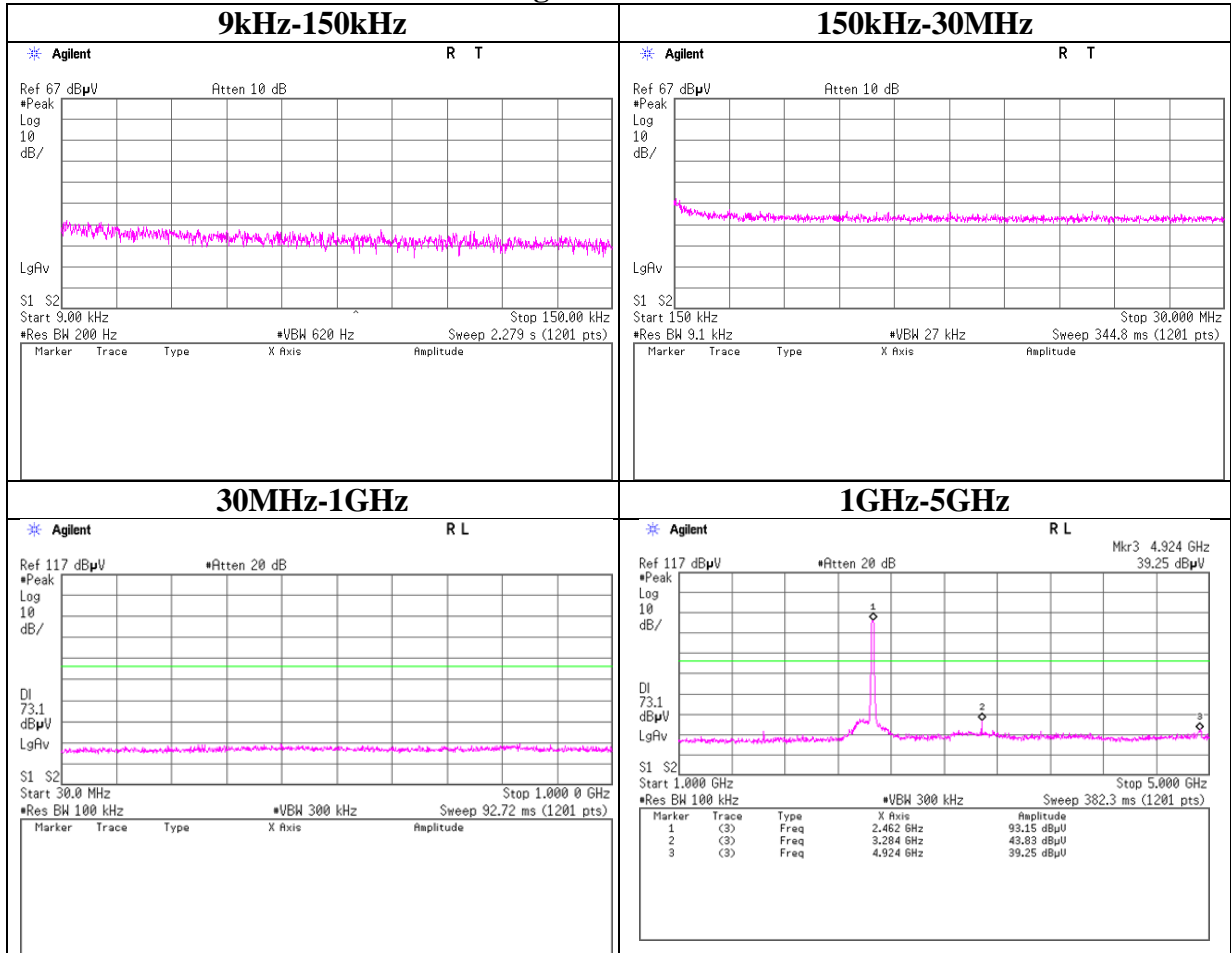 9kHz-150kHz
Agilent R T
Ref 67 dBµV Atten 10 dB
#Peak
Log
10
dB/
LgAv
S1 S2
Start 9.00 kHz ^ Stop 150.00 kHz
#Res BW 200 Hz #VBW 620 Hz Sweep 2.279 s (1201 pts)
Marker Trace Type X Axis Amplitude
150kHz-30MHz
Agilent R T
Ref 67 dBµV Atten 10 dB
#Peak
Log
10
dB/
LgAv
S1 S2
Start 150 kHz Stop 30.000 MHz
#Res BW 9.1 kHz #VBW 27 kHz Sweep 344.8 ms (1201 pts)
Marker Trace Type X Axis Amplitude
30MHz-1GHz
Agilent R L
Ref 117 dBµV #Atten 20 dB
#Peak
Log
10
dB/
DI
73.1
dBµV
LgAv
S1 S2
Start 30.0 MHz Stop 1.000 0 GHz
#Res BW 100 kHz #VBW 300 kHz Sweep 92.72 ms (1201 pts)
Marker Trace Type X Axis Amplitude
1GHz-5GHz
Agilent R L
Mkr3 4.924 GHz
Ref 117 dBµV #Atten 20 dB 39.25 dBµV
#Peak
Log
10
dB/
1
2
3
DI
73.1
dBµV
LgAv
S1 S2
Start 1.000 GHz Stop 5.000 GHz
#Res BW 100 kHz #VBW 300 kHz Sweep 382.3 ms (1201 pts)
Marker Trace Type X Axis Amplitude
1 (3) Freq 2.462 GHz 93.15 dBµV
2 (3) Freq 3.284 GHz 43.83 dBµV
3 (3) Freq 4.924 GHz 39.25 dBµV